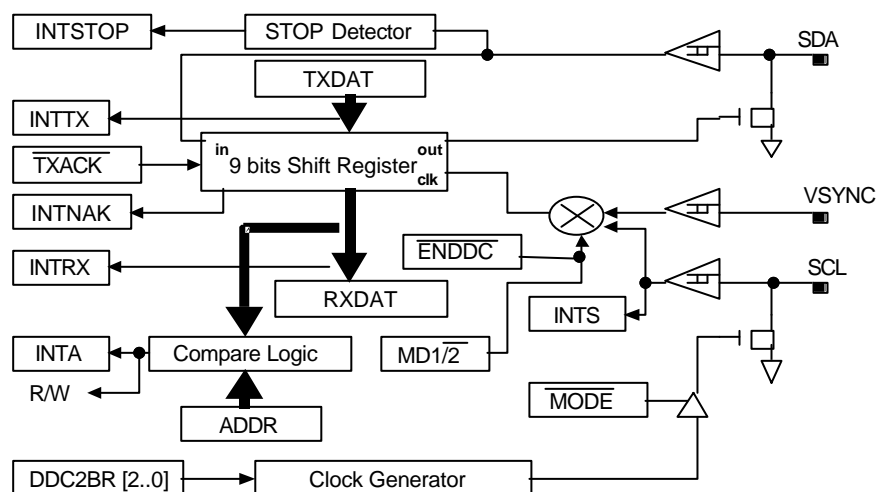 INTSTOP
STOP Detector
SDA
TXDAT
INTTX
in
out
9 bits Shift Register
clk
TXACK
VSYNC
INTNAK
ENDDC
SCL
INTRX
RXDAT
INTS
INTA
Compare Logic
MD1/2
R/W
MODE
ADDR
DDC2BR [2..0]
Clock Generator